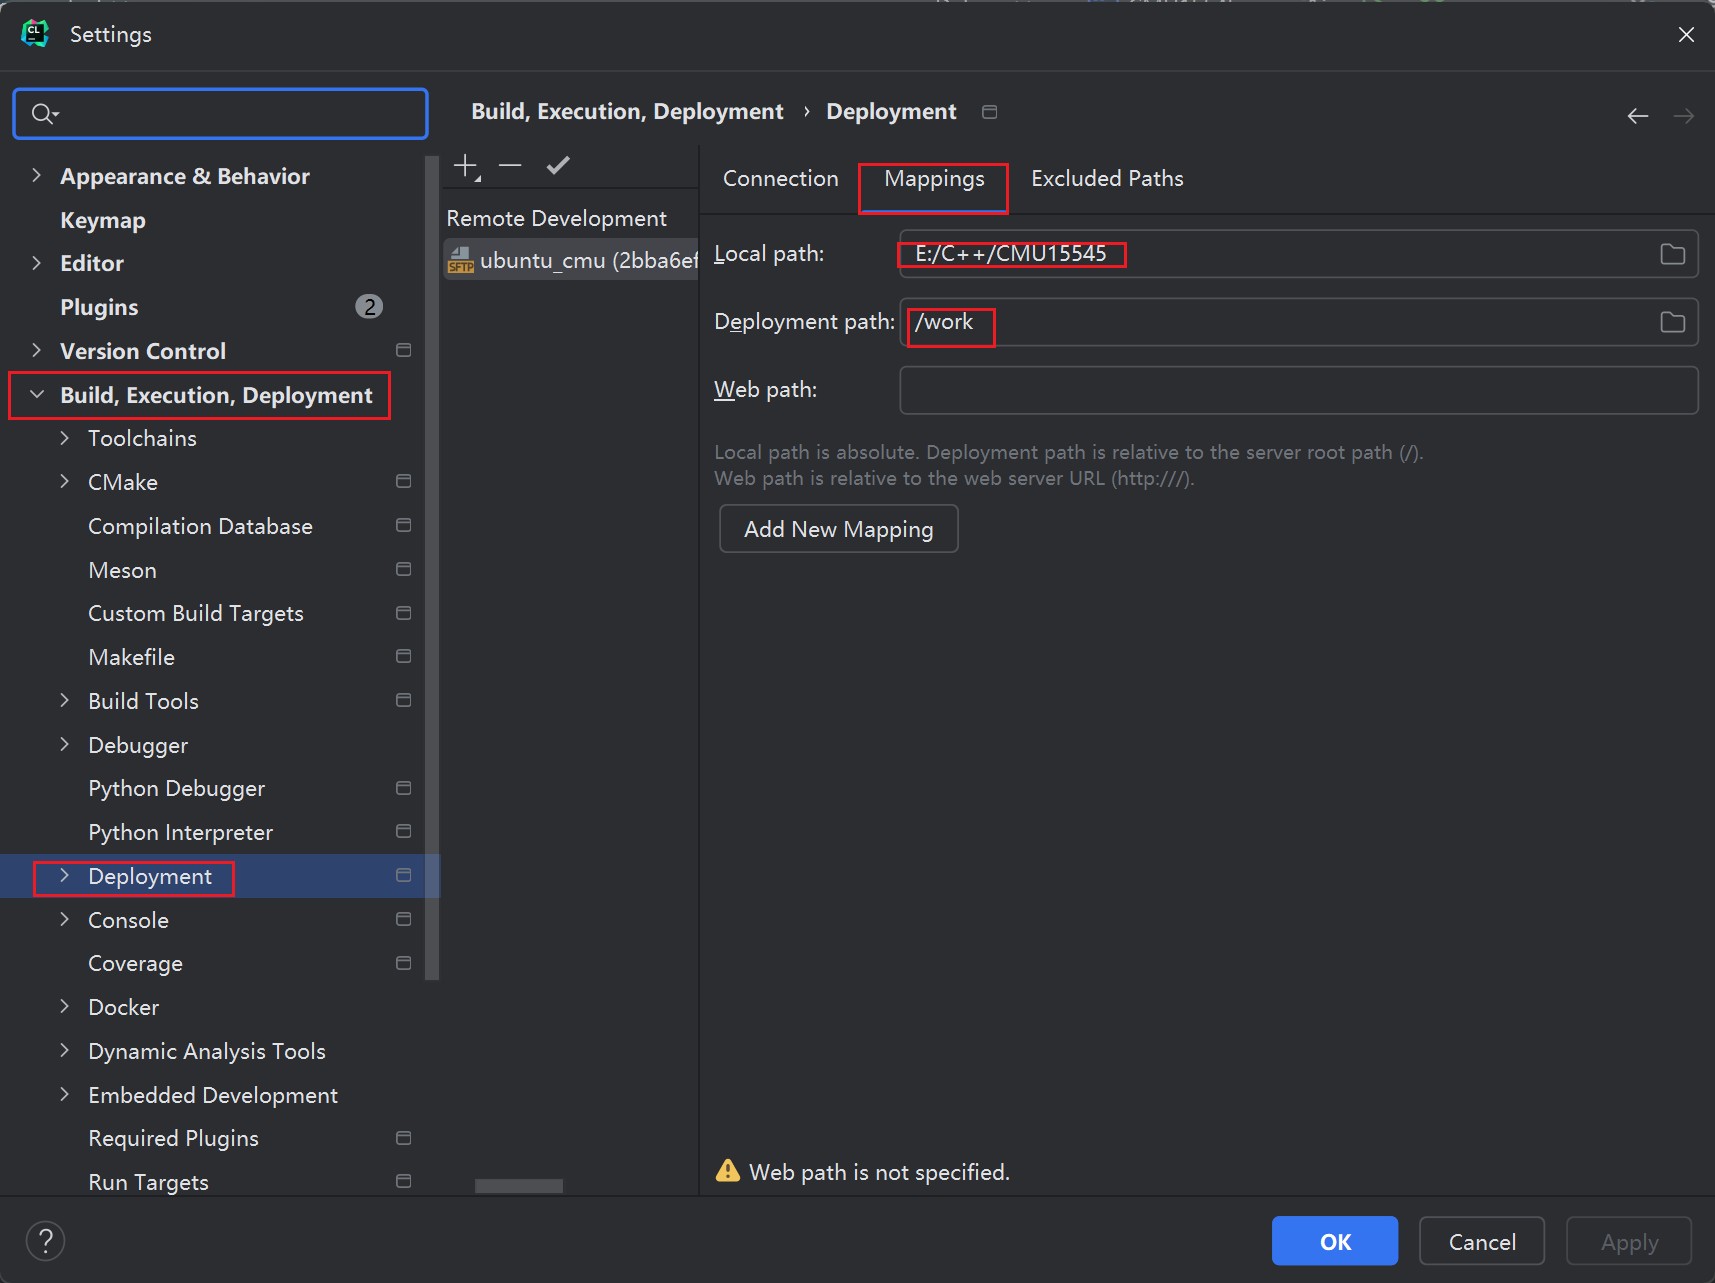 Settings
Build, Execution, Deployment › Deployment
Appearance & Behavior
Keymap
Editor
Plugins 2
Version Control
Build, Execution, Deployment
Toolchains
CMake
Compilation Database
Meson
Custom Build Targets
Makefile
Build Tools
Debugger
Python Debugger
Python Interpreter
Deployment
Console
Coverage
Docker
Dynamic Analysis Tools
Embedded Development
Required Plugins
Run Targets
Remote Development
SFTP ubuntu_cmu (2bba6ef
Connection Mappings Excluded Paths
Local path: E:/C++/CMU15545
Deployment path: /work
Web path:
Local path is absolute. Deployment path is relative to the server root path (/).
Web path is relative to the web server URL (http:///).
Add New Mapping
Web path is not specified.
? OK Cancel Apply